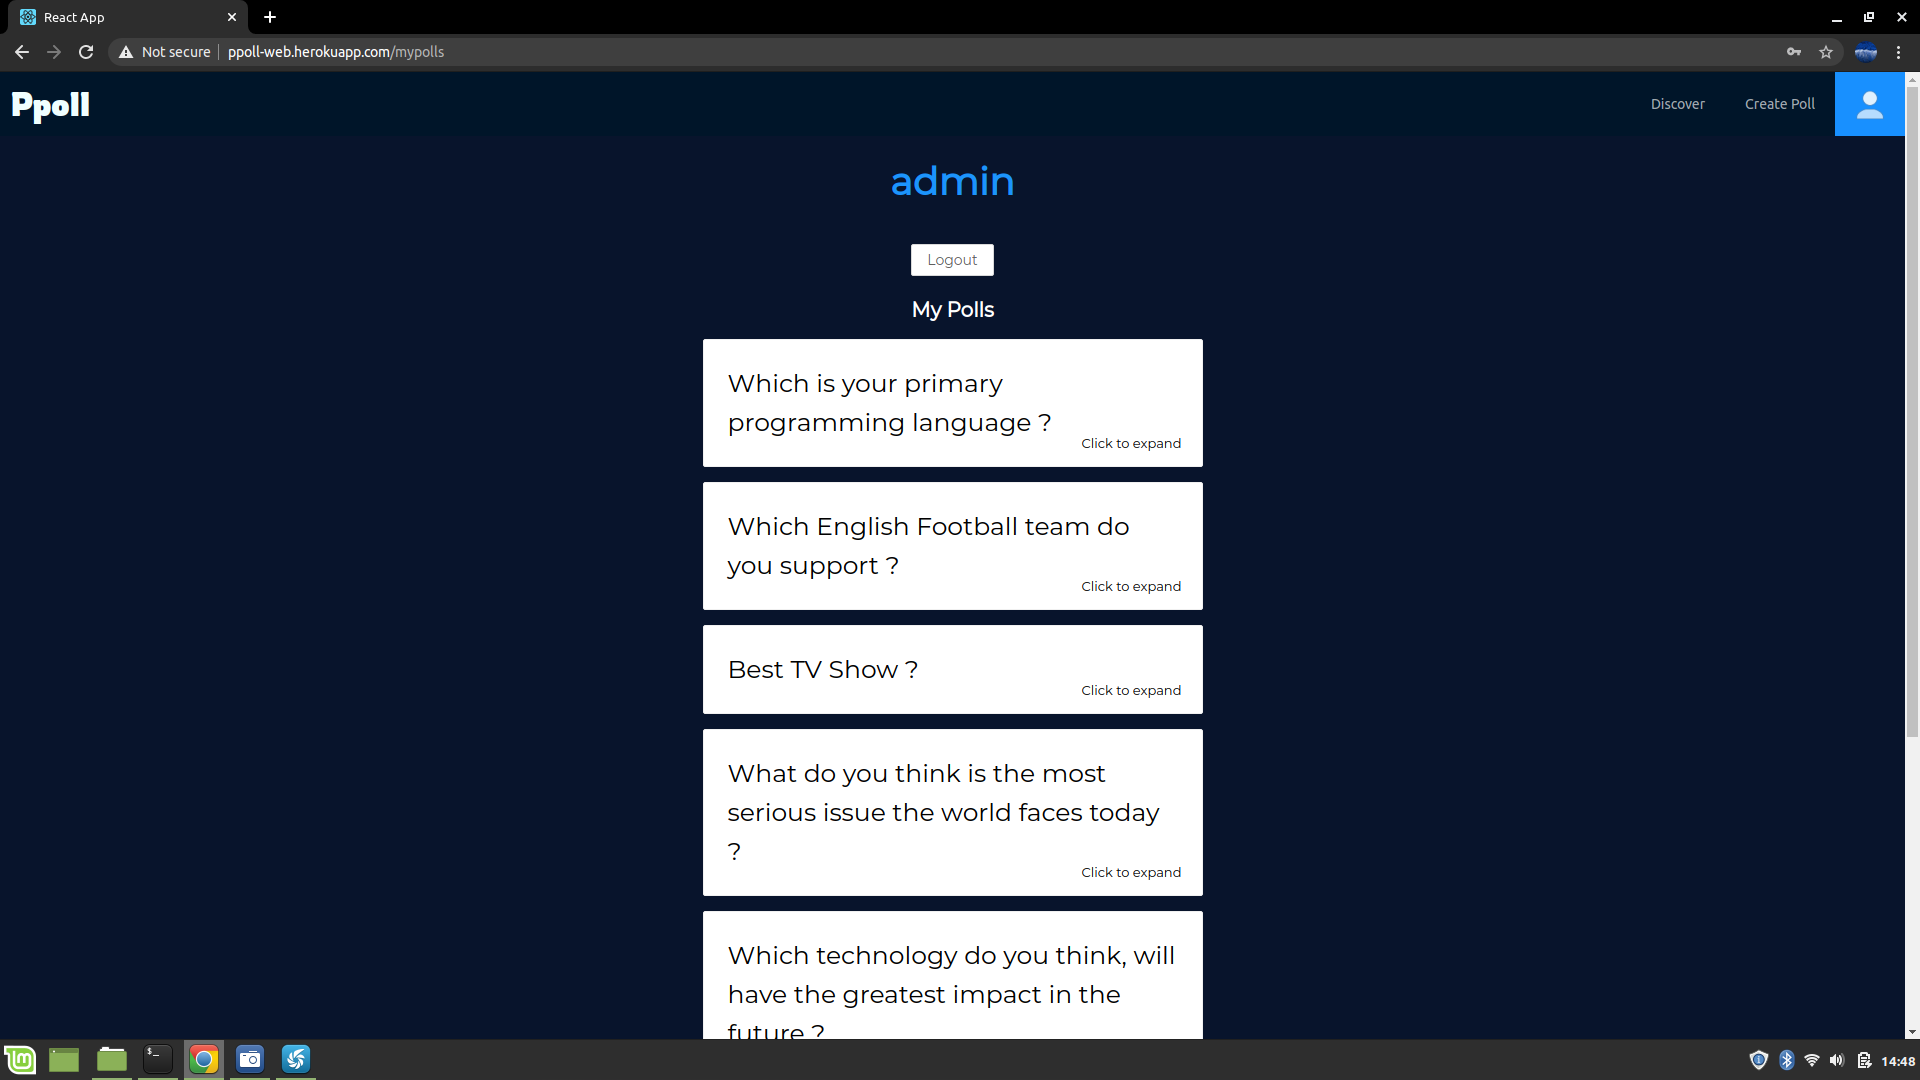 React App
Not secure
ppoll-web.herokuapp.com/mypolls
Ppoll
Discover
Create Poll
admin
Logout
My Polls
Which is your primary
programming language ?
Click to expand
Which English Football team do
you support ?
Click to expand
Best TV Show ?
Click to expand
What do you think is the most
serious issue the world faces today
?
Click to expand
Which technology do you think, will
have the greatest impact in the
future ?
14:48